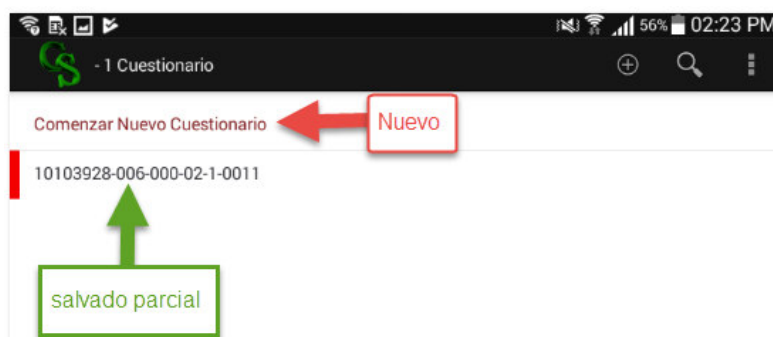 56% 02:23 PM
CS - 1 Cuestionario
Comenzar Nuevo Cuestionario
Nuevo
10103928-006-000-02-1-0011
salvado parcial